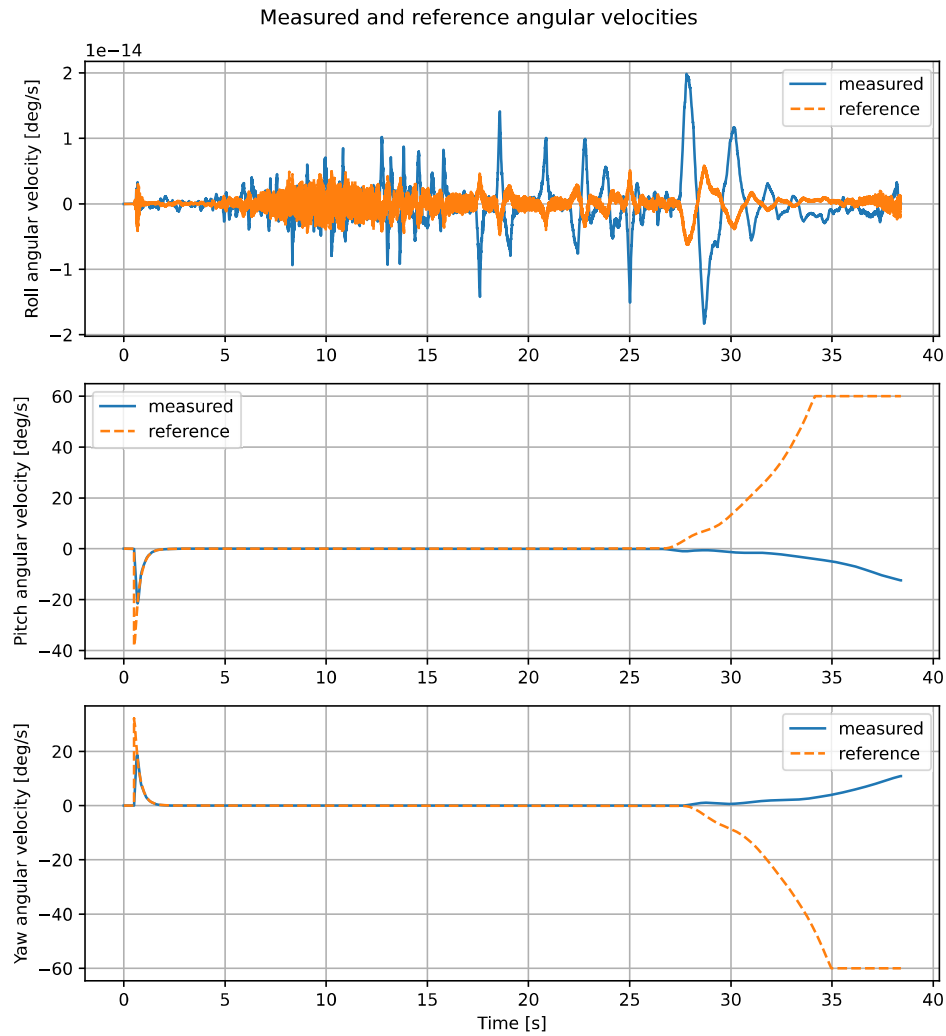 Measured and reference angular velocities
1e−14
Roll angular velocity [deg/s]
2
1
0
−1
−2
measured
reference
0 5 10 15 20 25 30 35 40
Pitch angular velocity [deg/s]
60
40
20
0
−20
−40
measured
reference
0 5 10 15 20 25 30 35 40
Yaw angular velocity [deg/s]
20
0
−20
−40
−60
measured
reference
0 5 10 15 20 25 30 35 40
Time [s]